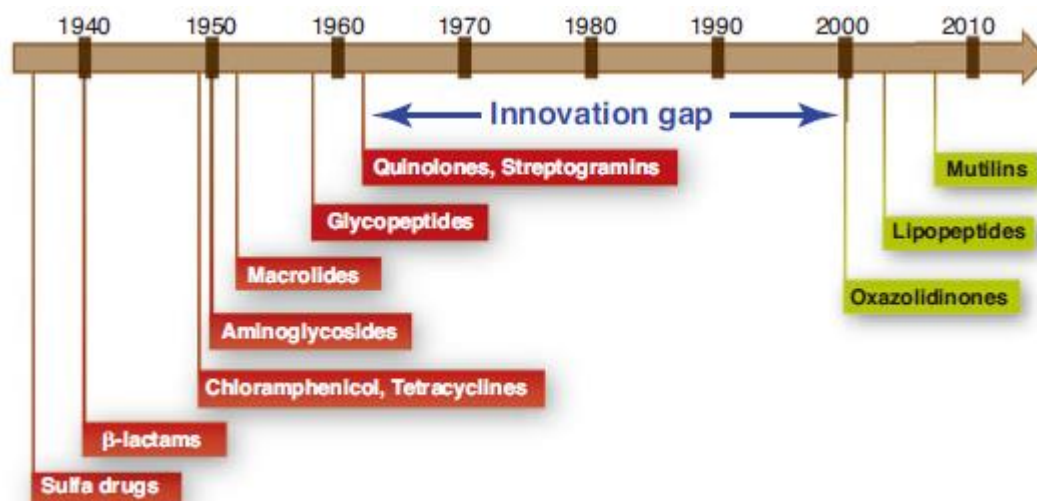 1940 1950 1960 1970 1980 1990 2000 2010
Innovation gap
Quinolones, Streptogramins
Mutilins
Glycopeptides
Lipopeptides
Macrolides
Oxazolidinones
Aminoglycosides
Chloramphenicol, Tetracyclines
β-lactams
Sulfa drugs